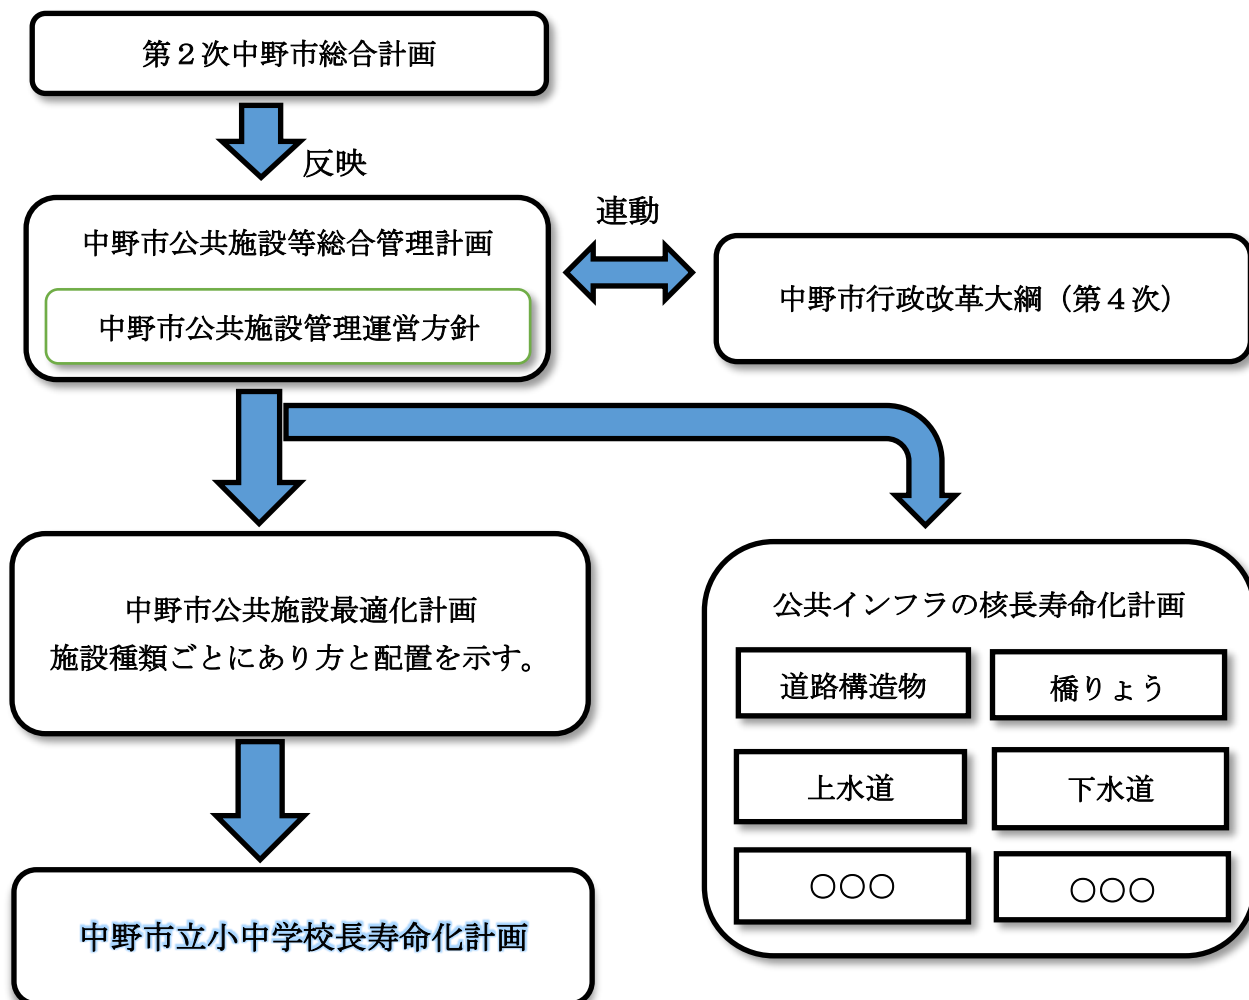 第２次中野市総合計画
反映
中野市公共施設等総合管理計画
中野市公共施設管理運営方針
連動
中野市行政改革大綱（第４次）
中野市公共施設最適化計画
施設種類ごとにあり方と配置を示す。
中野市立小中学校長寿命化計画
公共インフラの核長寿命化計画
道路構造物
橋りょう
上水道
下水道
〇〇〇
〇〇〇